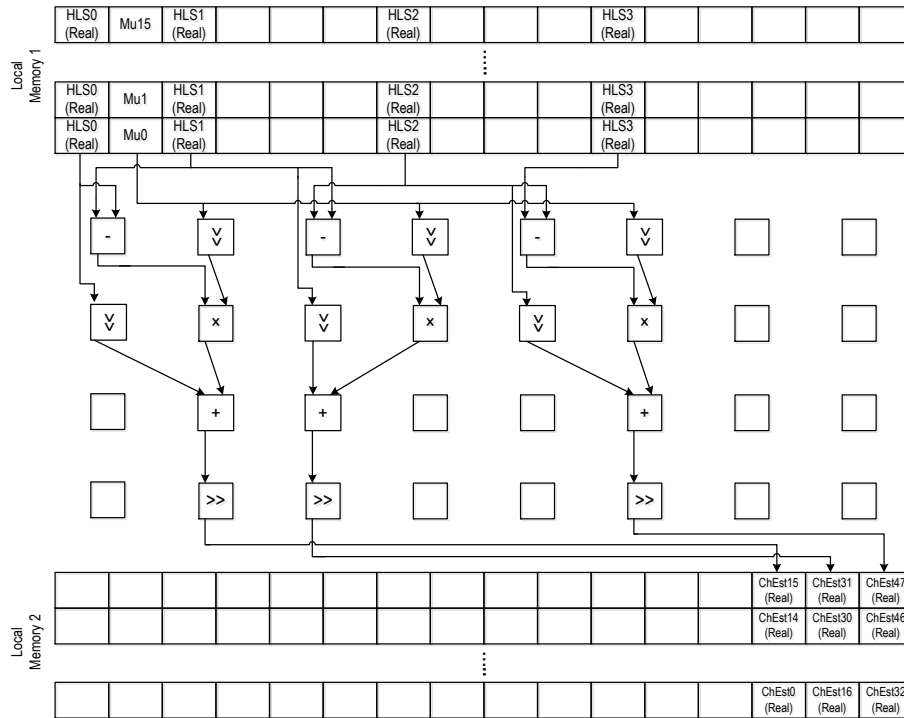 Local
Memory 1
HLS0
(Real)
Mu15
HLS1
(Real)
HLS2
(Real)
HLS3
(Real)
HLS0
(Real)
Mu1
HLS1
(Real)
HLS2
(Real)
HLS3
(Real)
HLS0
(Real)
Mu0
HLS1
(Real)
HLS2
(Real)
HLS3
(Real)
- << - << - <<
<< x << x << x
+ + +
>> >> >>
Local
Memory 2
ChEst15
(Real)
ChEst31
(Real)
ChEst47
(Real)
ChEst14
(Real)
ChEst30
(Real)
ChEst46
(Real)
ChEst0
(Real)
ChEst16
(Real)
ChEst32
(Real)